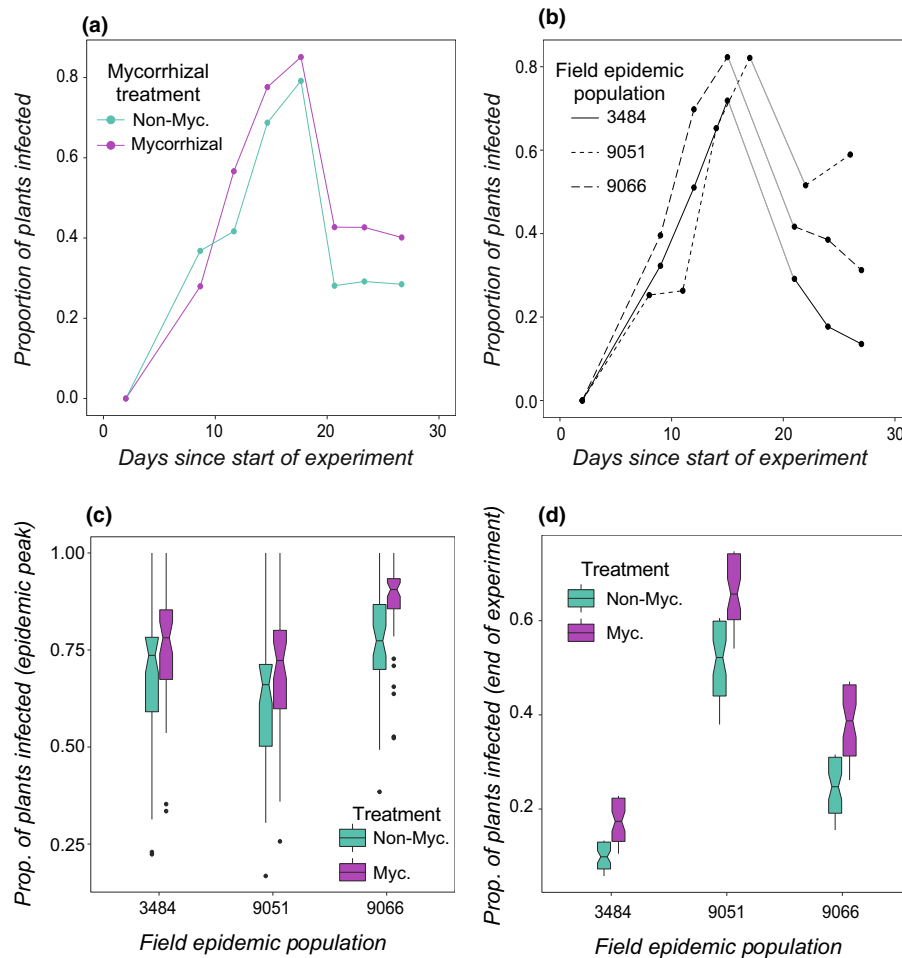 (a)
Proportion of plants infected
0.8
0.6
0.4
0.2
0.0
Mycorrhizal
treatment
Non-Myc.
Mycorrhizal
0
10
20
30
Days since start of experiment
(b)
Proportion of plants infected
0.8
0.6
0.4
0.2
0.0
Field epidemic
population
3484
9051
9066
0
10
20
30
Days since start of experiment
(c)
Prop. of plants infected (epidemic peak)
1.00
0.75
0.50
0.25
Treatment
Non-Myc.
Myc.
3484
9051
9066
Field epidemic population
(d)
Prop. of plants infected (end of experiment)
0.6
0.4
0.2
Treatment
Non-Myc.
Myc.
3484
9051
9066
Field epidemic population